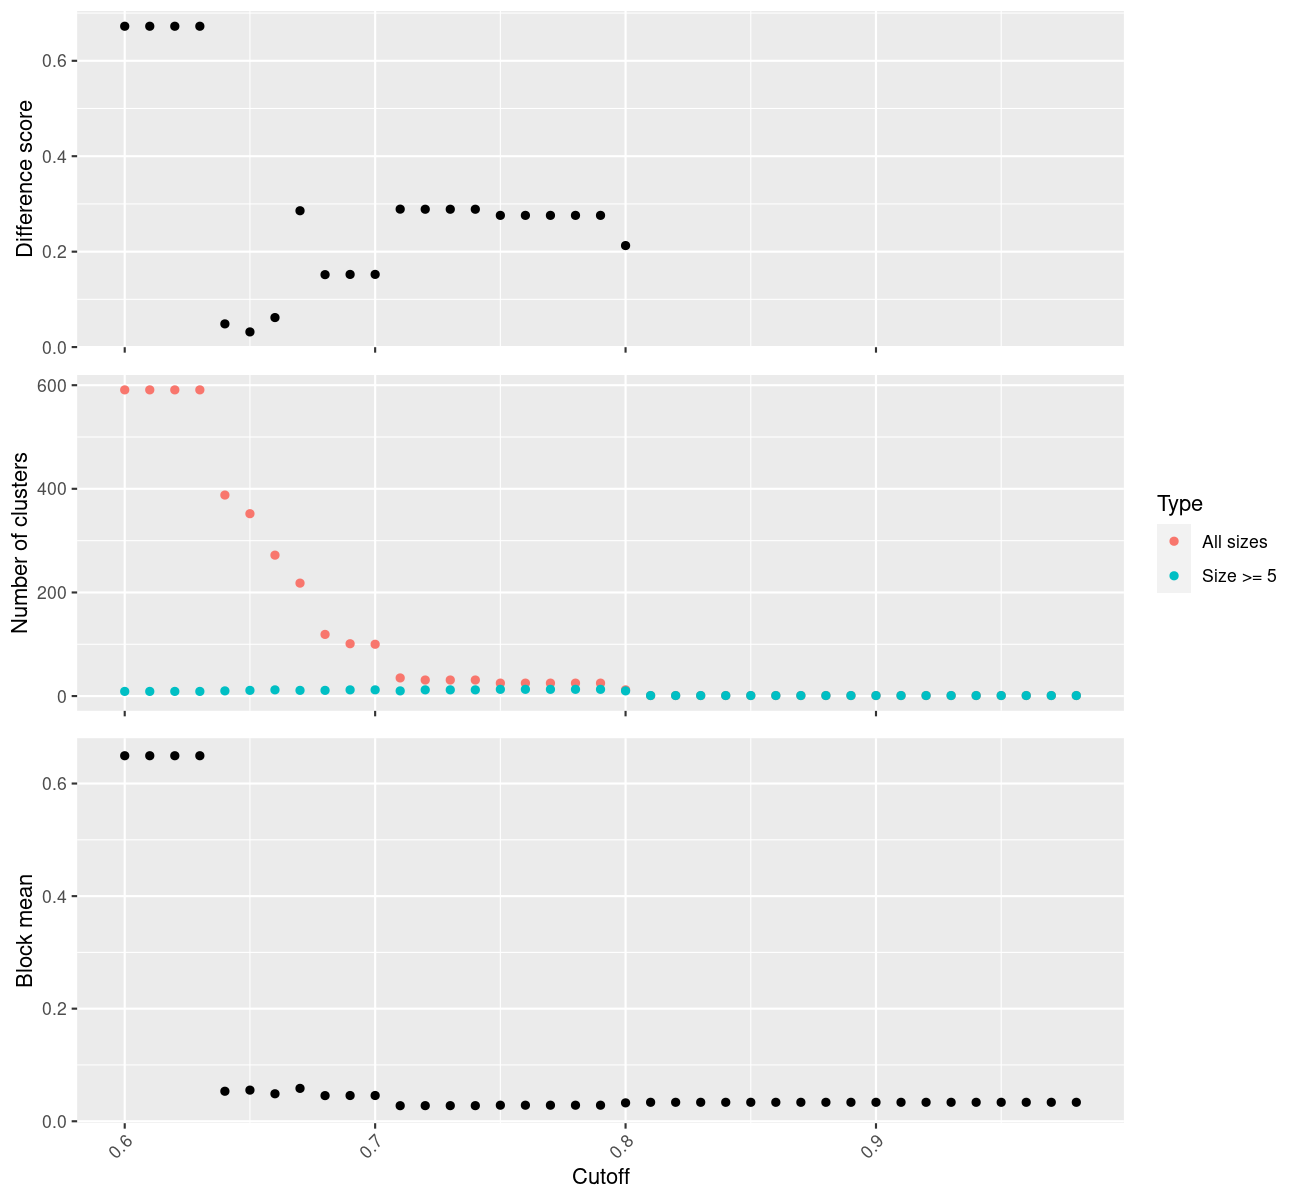 Difference score
0.6
0.4
0.2
0.0
Number of clusters
600
400
200
0
Type
All sizes
Size >= 5
Block mean
0.6
0.4
0.2
0.0
0.6
0.7
0.8
0.9
Cutoff